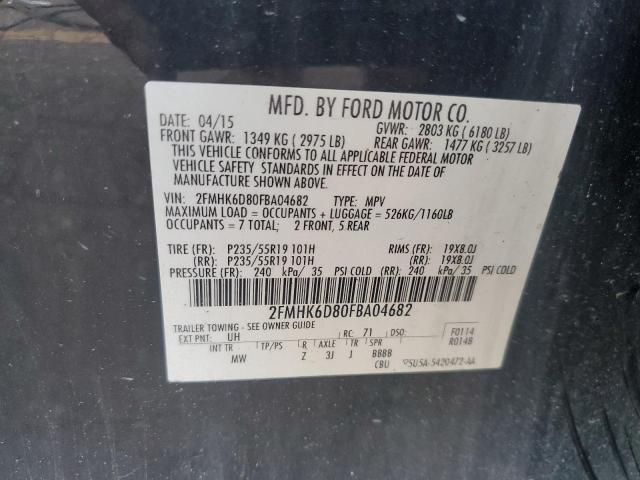 MFD. BY FORD MOTOR CO.
DATE: 04/15 GVWR: 2803 KG ( 6180 LB)
FRONT GAWR: 1349 KG ( 2975 LB) REAR GAWR: 1477 KG ( 3257 LB)
THIS VEHICLE CONFORMS TO ALL APPLICABLE FEDERAL MOTOR
VEHICLE SAFETY STANDARDS IN EFFECT ON THE DATE OF
MANUFACTURE SHOWN ABOVE.
VIN: 2FMHK6D80FBA04682 TYPE: MPV
MAXIMUM LOAD = OCCUPANTS + LUGGAGE = 526KG/1160LB
OCCUPANTS = 7 TOTAL; 2 FRONT, 5 REAR
TIRE (FR): P235/55R19 101H RIMS (FR): 19X8.0J
(RR): P235/55R19 101H (RR): 19X8.0J
PRESSURE (FR): 240 kPa/ 35 PSI COLD (RR): 240 kPa/ 35 PSI COLD
2FMHK6D80FBA04682
TRAILER TOWING - SEE OWNER GUIDE
EXT PNT: UH RC: 71 DSO: F0114
INT TR TP/PS R AXLE TR SPR R0148
MW Z 3J J BBBB
CBU 5U5A-5420472-AA